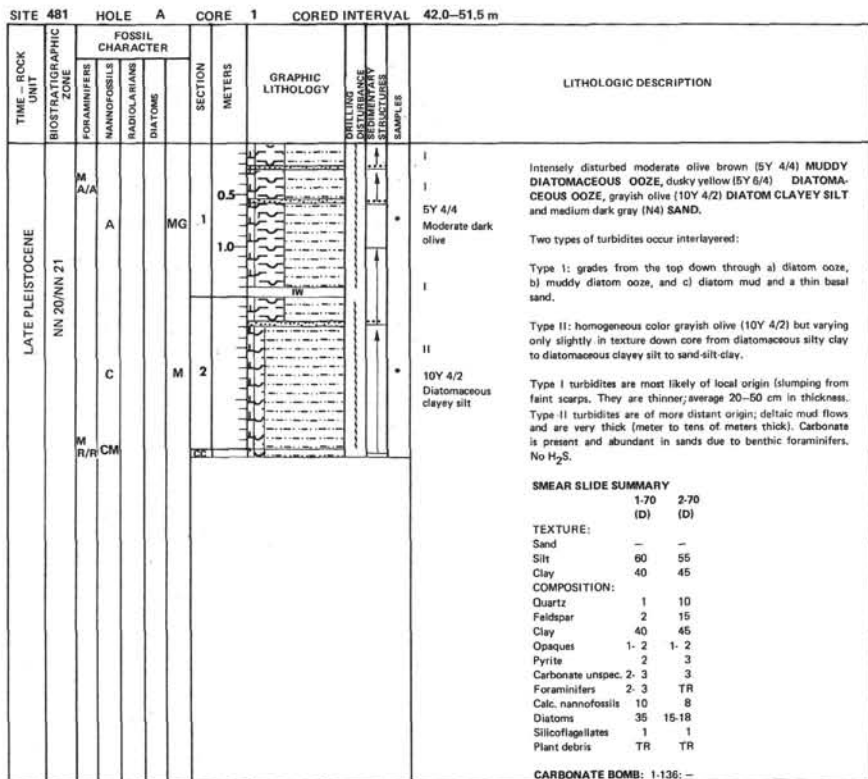 SITE 481 HOLE A CORE 1 CORED INTERVAL 42.0–51.5 m
TIME – ROCK UNIT
BIOSTRATIGRAPHIC ZONE
FOSSIL CHARACTER
FORAMINIFERS
NANNOFOSSILS
RADIOLARIANS
DIATOMS
SECTION
METERS
GRAPHIC LITHOLOGY
DRILLING DISTURBANCE
SEDIMENTARY STRUCTURES
SAMPLES
LITHOLOGIC DESCRIPTION
LATE PLEISTOCENE
NN 20/NN 21
M
A/A
A
MG
C
M
M
R/R
CM
1
2
CC
0.5
1.0
IW
*
*
I
I
5Y 4/4
Moderate dark
olive
I
II
10Y 4/2
Diatomaceous
clayey silt
Intensely disturbed moderate olive brown (5Y 4/4) MUDDY
DIATOMACEOUS OOZE, dusky yellow (5Y 6/4) DIATOMA-
CEOUS OOZE, grayish olive (10Y 4/2) DIATOM CLAYEY SILT
and medium dark gray (N4) SAND.
Two types of turbidites occur interlayered:
Type 1: grades from the top down through a) diatom ooze,
b) muddy diatom ooze, and c) diatom mud and a thin basal
sand.
Type II: homogeneous color grayish olive (10Y 4/2) but varying
only slightly in texture down core from diatomaceous silty clay
to diatomaceous clayey silt to sand-silt-clay.
Type I turbidites are most likely of local origin (slumping from
faint scarps. They are thinner; average 20–50 cm in thickness.
Type II turbidites are of more distant origin; deltaic mud flows
and are very thick (meter to tens of meters thick). Carbonate
is present and abundant in sands due to benthic foraminifers.
No H2S.
SMEAR SLIDE SUMMARY
1-70 2-70
(D) (D)
TEXTURE:
Sand – –
Silt 60 55
Clay 40 45
COMPOSITION:
Quartz 1 10
Feldspar 2 15
Clay 40 45
Opaques 1- 2 1- 2
Pyrite 2 3
Carbonate unspec. 2- 3 3
Foraminifers 2- 3 TR
Calc. nannofossils 10 8
Diatoms 35 15-18
Silicoflagellates 1 1
Plant debris TR TR
CARBONATE BOMB: 1-136: –